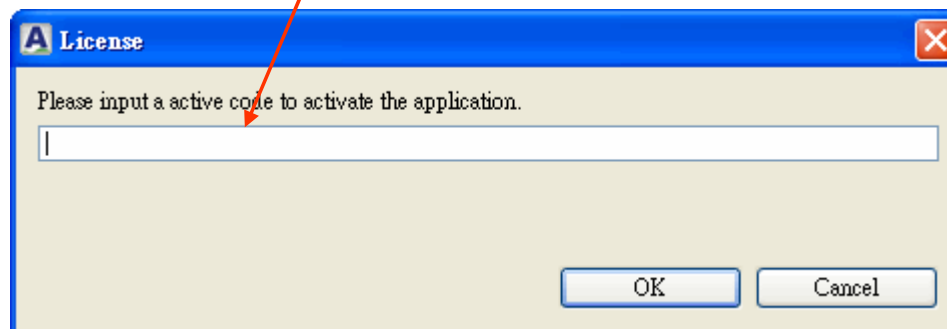 License
Please input a active code to activate the application.
OK
Cancel